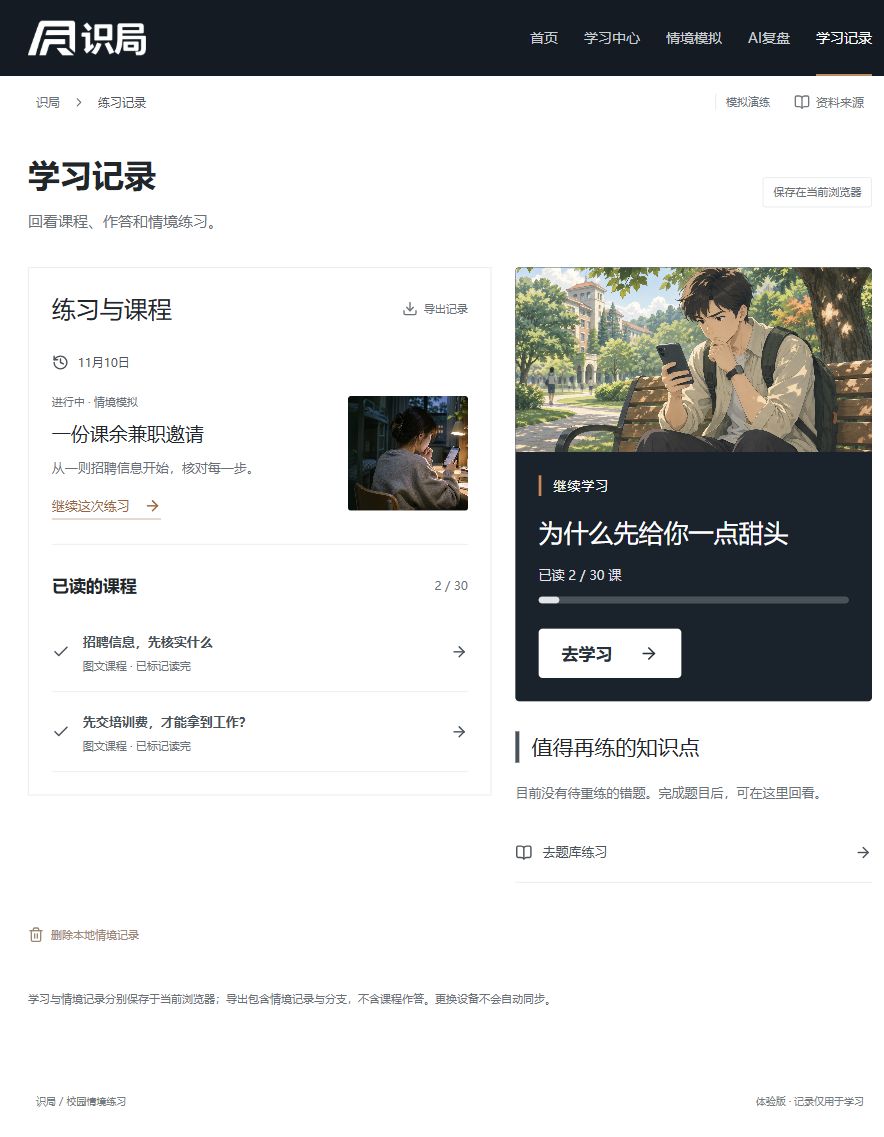 识局
首页
学习中心
情境模拟
AI复盘
学习记录
识局
练习记录
模拟演练
资料来源
学习记录
回看课程、作答和情境练习。
保存在当前浏览器
练习与课程
导出记录
11月10日
进行中 · 情境模拟
一份课余兼职邀请
从一则招聘信息开始，核对每一步。
继续这次练习
已读的课程
2 / 30
招聘信息，先核实什么
图文课程 · 已标记读完
先交培训费，才能拿到工作？
图文课程 · 已标记读完
继续学习
为什么先给你一点甜头
已读 2 / 30 课
去学习
值得再练的知识点
目前没有待重练的错题。完成题目后，可在这里回看。
去题库练习
删除本地情境记录
学习与情境记录分别保存于当前浏览器；导出包含情境记录与分支，不含课程作答。更换设备不会自动同步。
识局 / 校园情境练习
体验版 · 记录仅用于学习